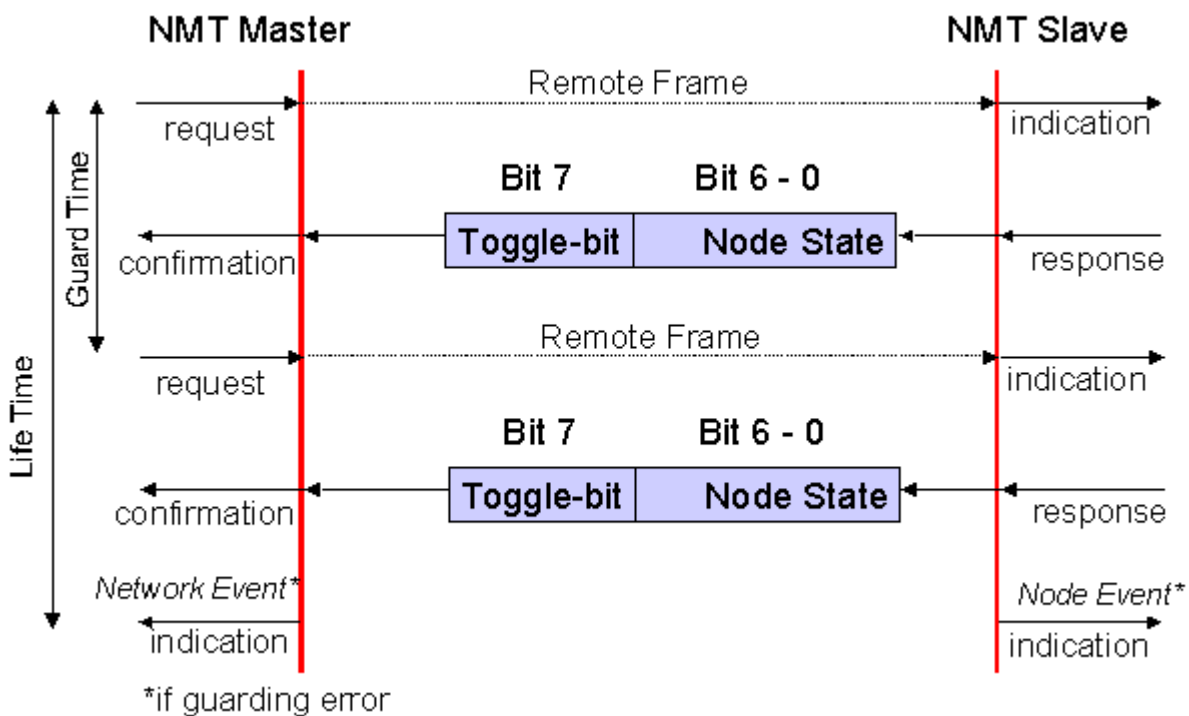 NMT Master
NMT Slave
Remote Frame
request
indication
Bit 7
Bit 6 - 0
Toggle-bit
Node State
confirmation
response
Guard Time
Life Time
Remote Frame
request
indication
Bit 7
Bit 6 - 0
Toggle-bit
Node State
confirmation
response
Network Event*
Node Event*
indication
indication
*if guarding error